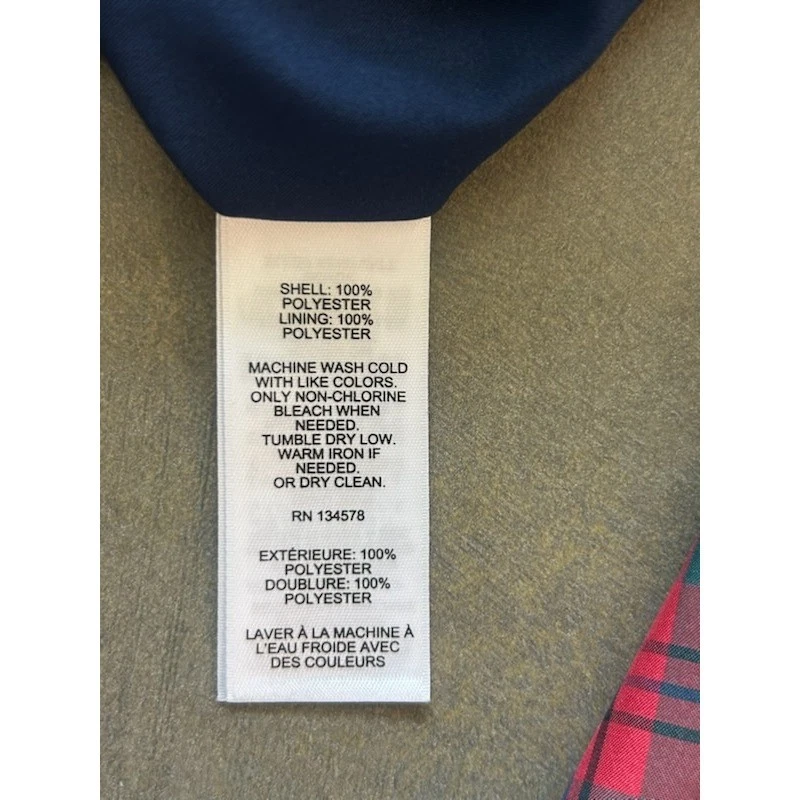 SHELL: 100%
POLYESTER
LINING: 100%
POLYESTER
MACHINE WASH COLD
WITH LIKE COLORS.
ONLY NON-CHLORINE
BLEACH WHEN
NEEDED.
TUMBLE DRY LOW.
WARM IRON IF
NEEDED.
OR DRY CLEAN.
RN 134578
EXTÉRIEURE: 100%
POLYESTER
DOUBLURE: 100%
POLYESTER
LAVER À LA MACHINE À
L'EAU FROIDE AVEC
DES COULEURS